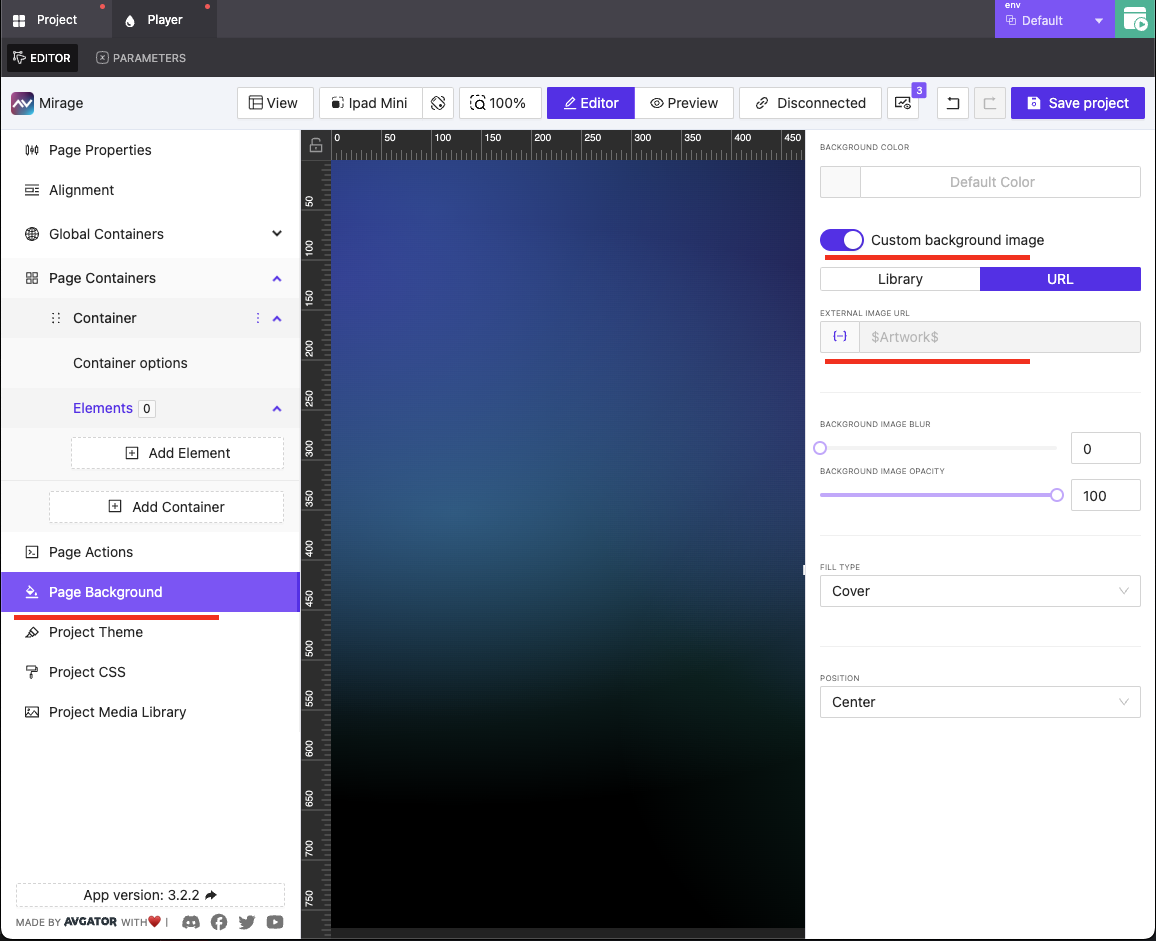 Project
Player
env
Default
EDITOR
PARAMETERS
Mirage
View
Ipad Mini
100%
Editor
Preview
Disconnected
3
Save project
Page Properties
Alignment
Global Containers
Page Containers
Container
Container options
Elements 0
Add Element
Add Container
Page Actions
Page Background
Project Theme
Project CSS
Project Media Library
App version: 3.2.2
MADE BY AVGATOR WITH |
0 50 100 150 200 250 300 350 400 450
50
100
150
200
250
300
350
400
450
500
550
600
650
700
750
BACKGROUND COLOR
Default Color
Custom background image
Library
URL
EXTERNAL IMAGE URL
$Artwork$
BACKGROUND IMAGE BLUR
0
BACKGROUND IMAGE OPACITY
100
FILL TYPE
Cover
POSITION
Center